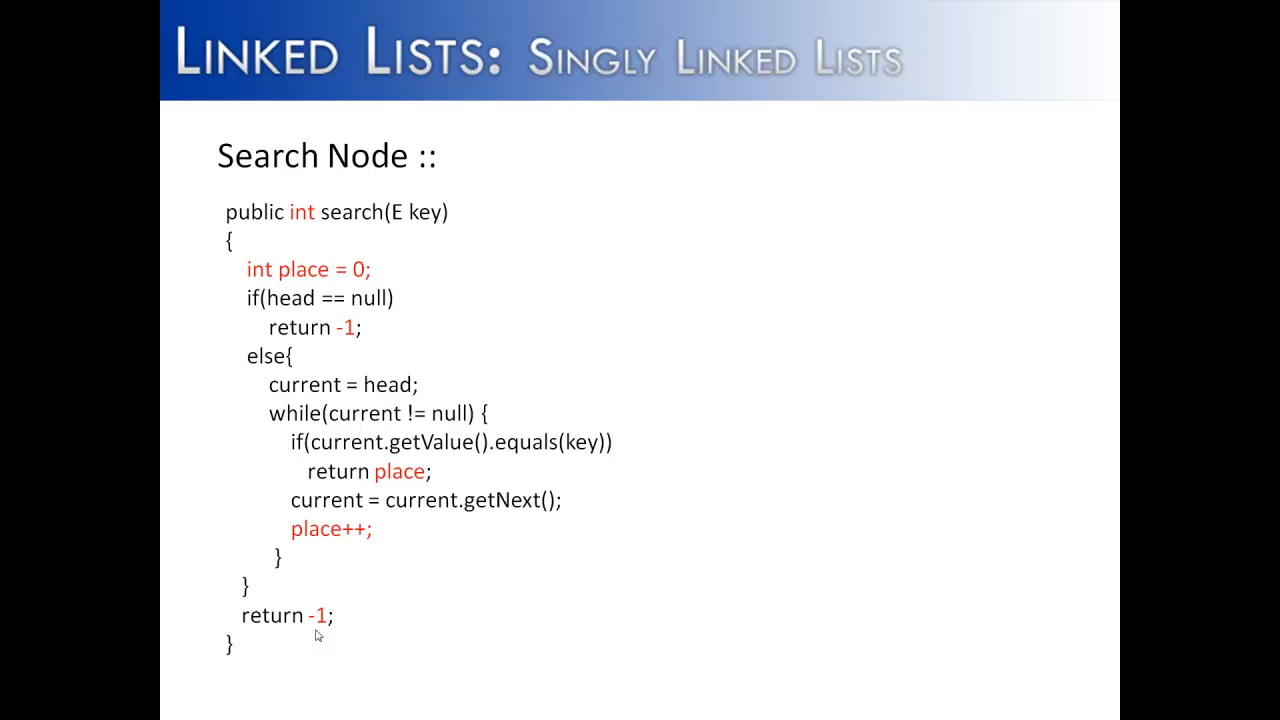 LINKED LISTS: SINGLY LINKED LISTS
Search Node ::
public int search(E key)
{
int place = 0;
if(head == null)
return -1;
else{
current = head;
while(current != null) {
if(current.getValue().equals(key))
return place;
current = current.getNext();
place++;
}
}
return -1;
}